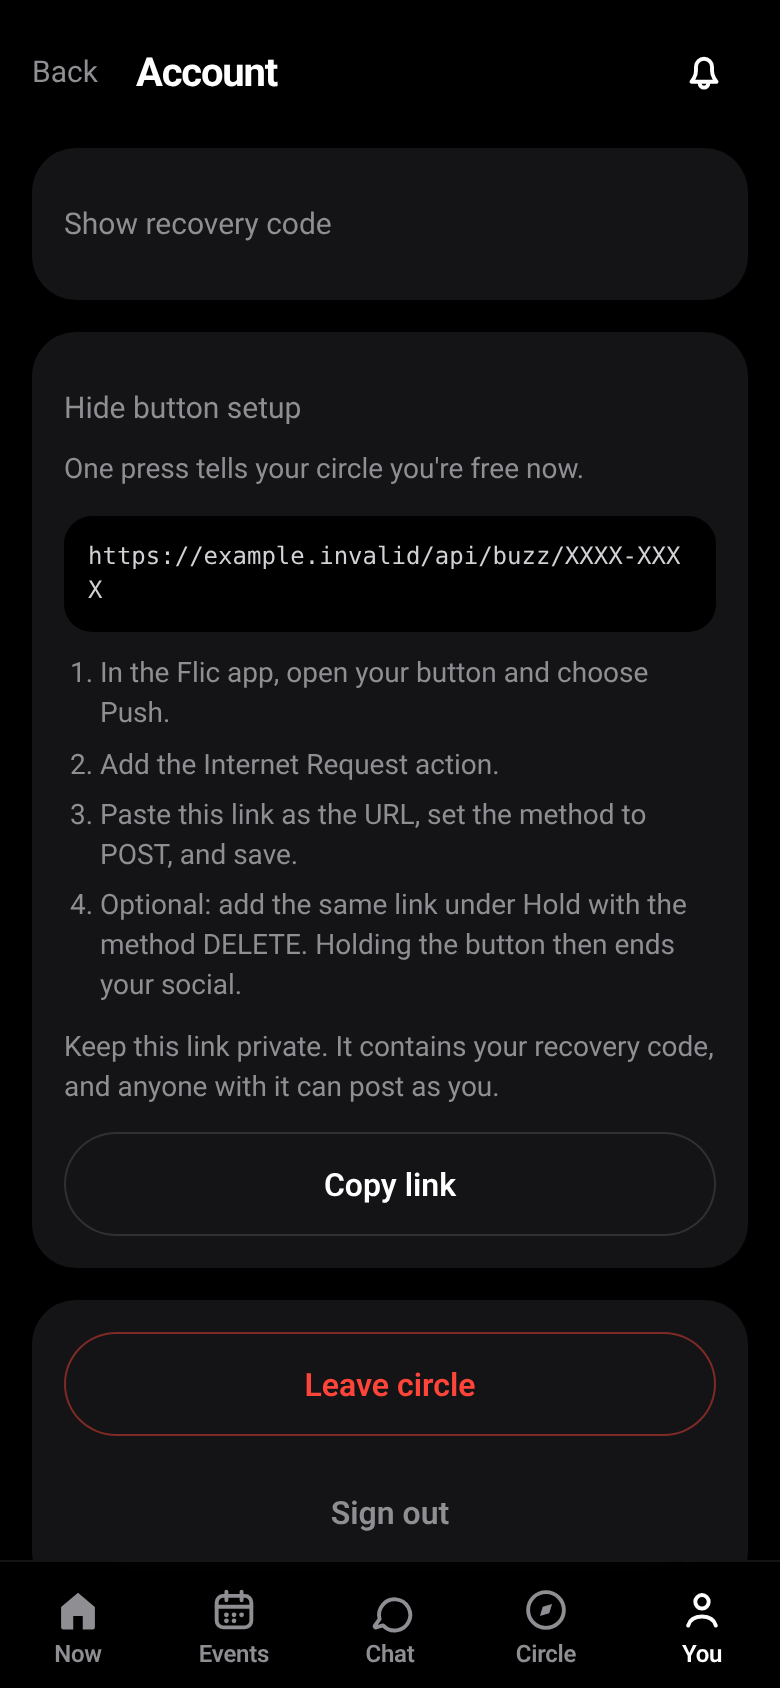 Back
Account
Show recovery code
Hide button setup
One press tells your circle you're free now.
https://example.invalid/api/buzz/XXXX-XXX
X
1. In the Flic app, open your button and choose
Push.
2. Add the Internet Request action.
3. Paste this link as the URL, set the method to
POST, and save.
4. Optional: add the same link under Hold with the
method DELETE. Holding the button then ends
your social.
Keep this link private. It contains your recovery code,
and anyone with it can post as you.
Copy link
Leave circle
Sign out
Now
Events
Chat
Circle
You